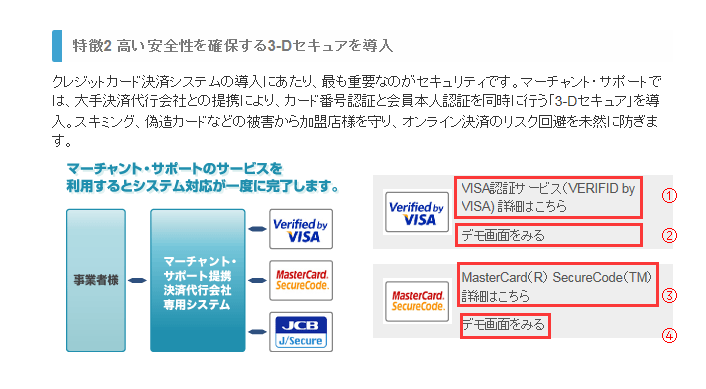 特徴2 高い安全性を確保する3-Dセキュアを導入
クレジットカード決済システムの導入にあたり、最も重要なのがセキュリティです。マーチャント・サポートで
は、大手決済代行会社との提携により、カード番号認証と会員本人認証を同時に行う「3-Dセキュア」を導
入。スキミング、偽造カードなどの被害から加盟店様を守り、オンライン決済のリスク回避を未然に防ぎま
す。
マーチャント・サポートのサービスを
利用するとシステム対応が一度に完了します。
事業者様
マーチャント・
サポート提携
決済代行会社
専用システム
Verified by
VISA
MasterCard.
SecureCode.
JCB
J/Secure
Verified by
VISA
VISA認証サービス(VERIFID by
VISA) 詳細はこちら
①
デモ画面をみる
②
MasterCard.
SecureCode.
MasterCard(R) SecureCode(TM)
詳細はこちら
③
デモ画面をみる
④